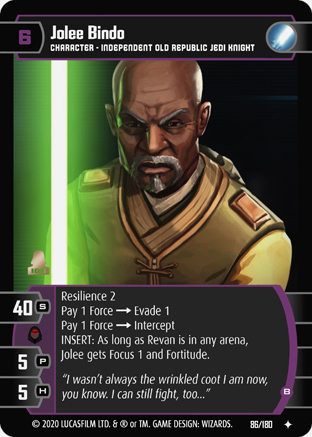 6
Jolee Bindo
CHARACTER - INDEPENDENT OLD REPUBLIC JEDI KNIGHT
40 S
5 P
5 H
Resilience 2
Pay 1 Force → Evade 1
Pay 1 Force → Intercept
INSERT: As long as Revan is in any arena,
Jolee gets Focus 1 and Fortitude.
"I wasn't always the wrinkled coot I am now,
you know. I can still fight, too..."
B
© 2020 LUCASFILM LTD. & ® or TM. GAME DESIGN: WIZARDS.
86/180